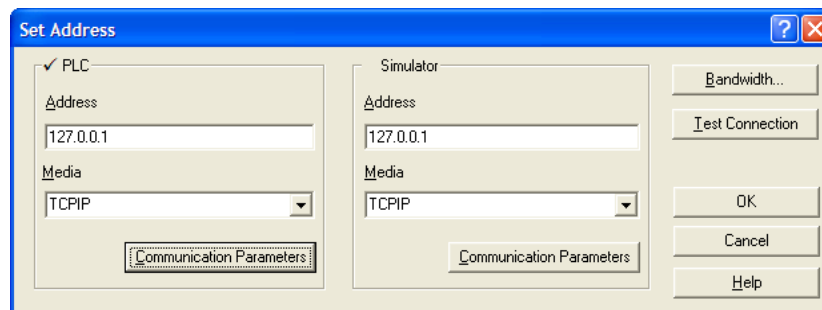 Set Address
✓ PLC
Address
127.0.0.1
Media
TCPIP
Communication Parameters
Simulator
Address
127.0.0.1
Media
TCPIP
Communication Parameters
Bandwidth...
Test Connection
OK
Cancel
Help